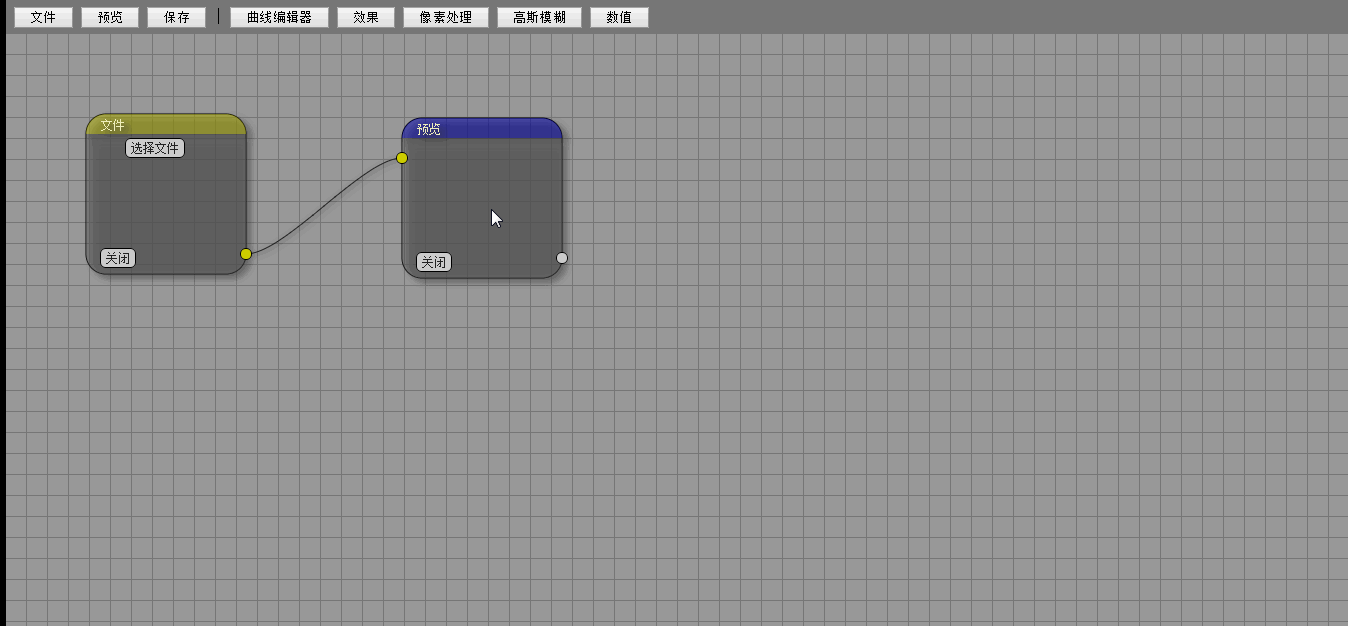 文件 预览 保存 曲线编辑器 效果 像素处理 高斯模糊 数值
文件
选择文件
关闭
预览
关闭